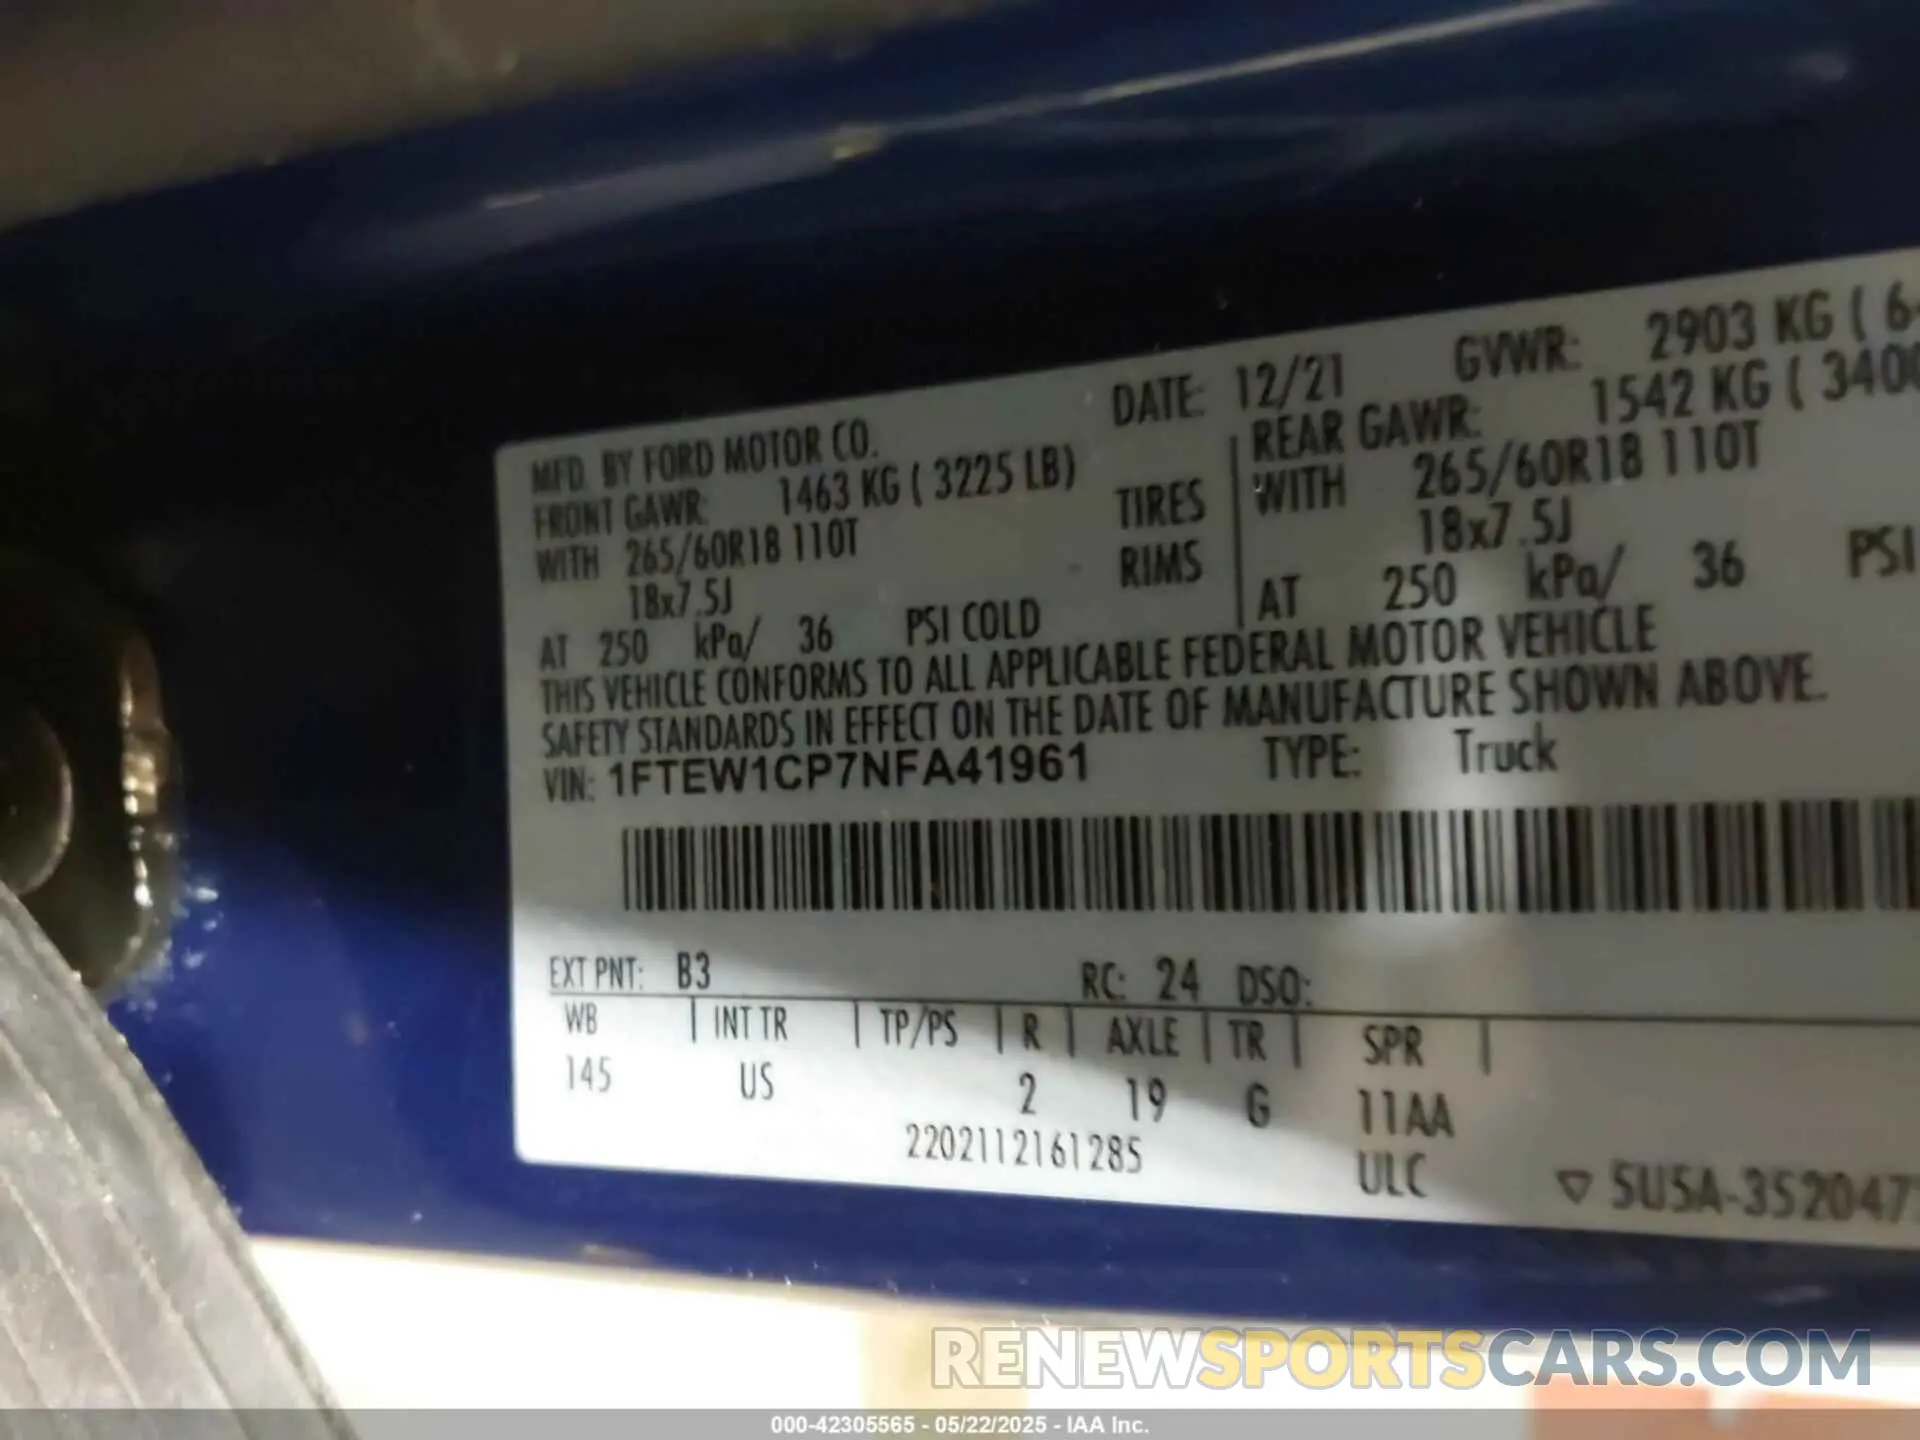 MFD. BY FORD MOTOR CO. DATE: 12/21 GVWR: 2903 KG ( 6
FRONT GAWR: 1463 KG ( 3225 LB) REAR GAWR: 1542 KG ( 3400
WITH 265/60R18 110T TIRES WITH 265/60R18 110T
18x7.5J RIMS 18x7.5J
AT 250 kPa/ 36 PSI COLD AT 250 kPa/ 36 PSI
THIS VEHICLE CONFORMS TO ALL APPLICABLE FEDERAL MOTOR VEHICLE
SAFETY STANDARDS IN EFFECT ON THE DATE OF MANUFACTURE SHOWN ABOVE.
VIN: 1FTEW1CP7NFA41961 TYPE: Truck
EXT PNT: B3 RC: 24 DSO:
WB INT TR TP/PS R AXLE TR SPR
145 US 2 19 G 11AA
2202112161285 ULC ▽ 5U5A-352047
RENEWSPORTSCARS.COM
000-42305565 - 05/22/2025 - IAA Inc.